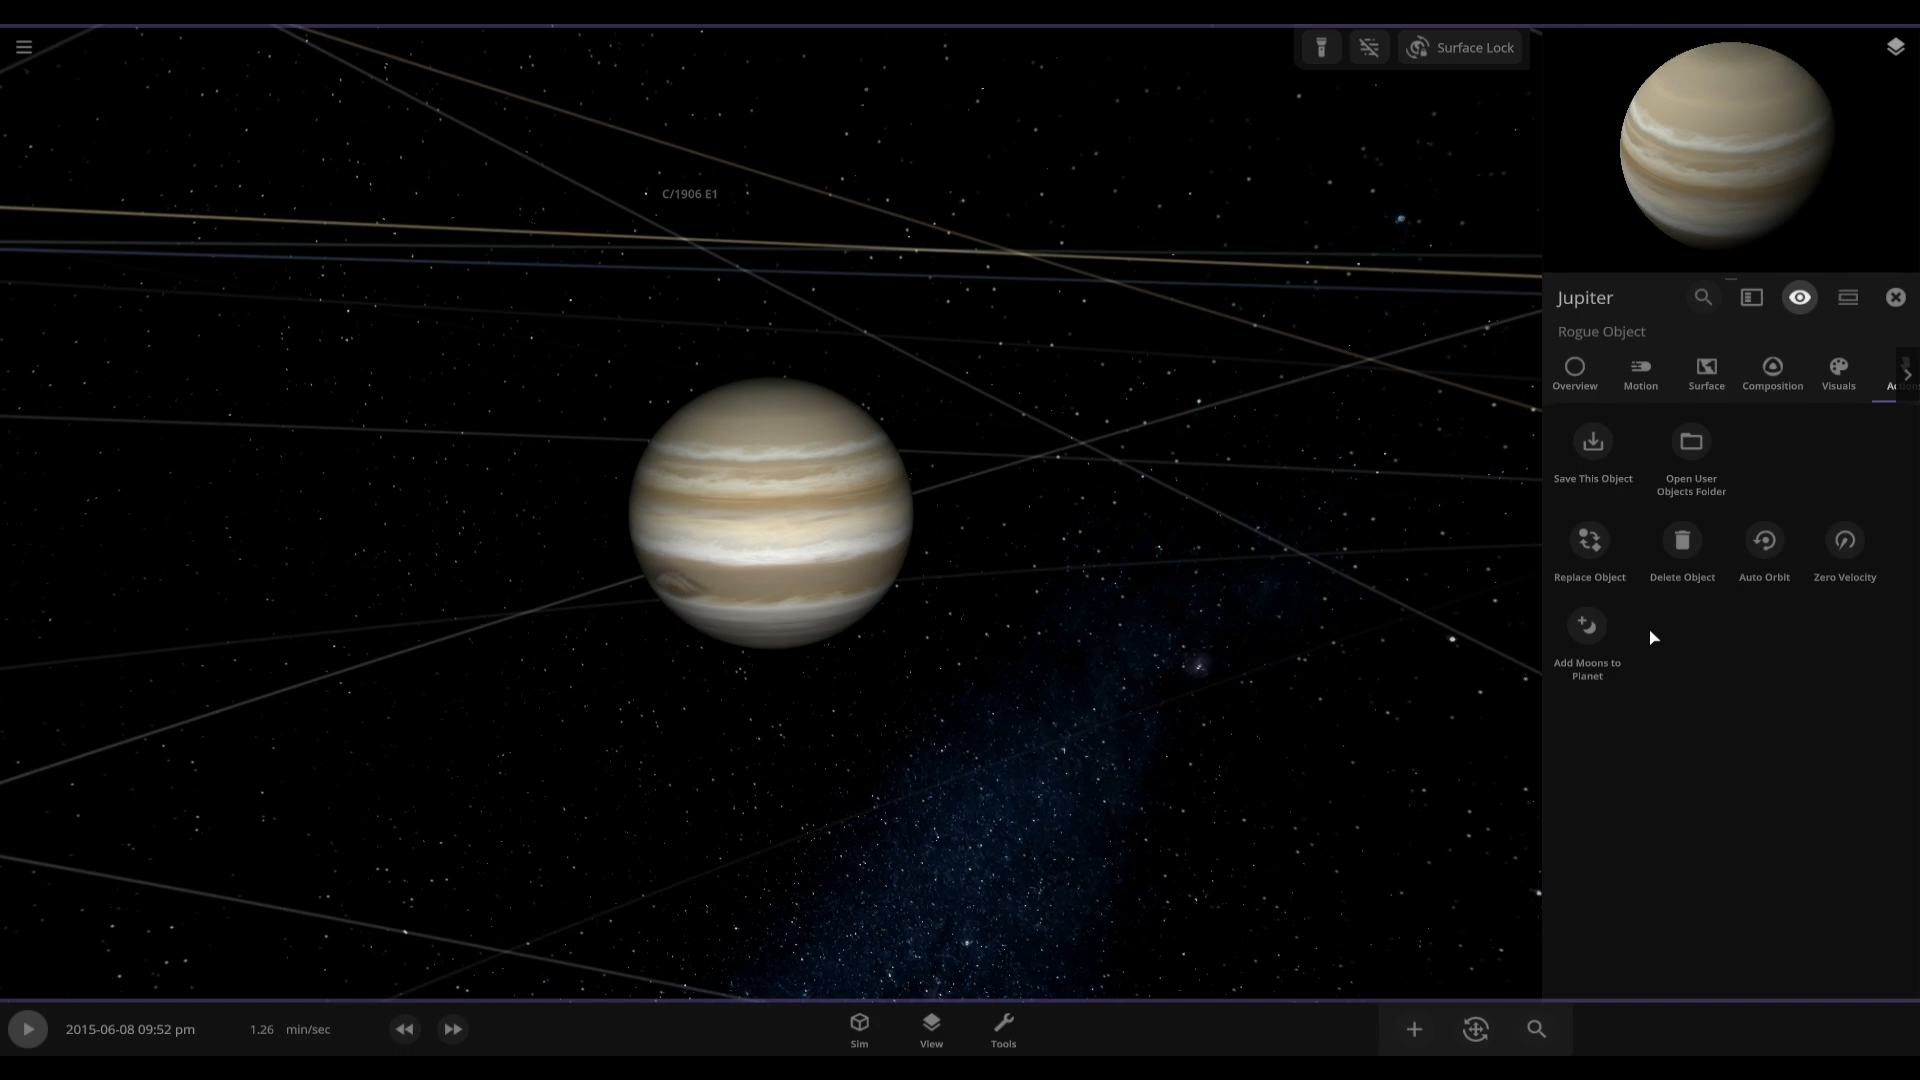 Surface Lock
C/1906 E1
Jupiter
Rogue Object
Overview
Motion
Surface
Composition
Visuals
Save This Object
Open User
Objects Folder
Replace Object
Delete Object
Auto Orbit
Zero Velocity
Add Moons to
Planet
2015-06-08 09:52 pm
1.26 min/sec
Sim
View
Tools